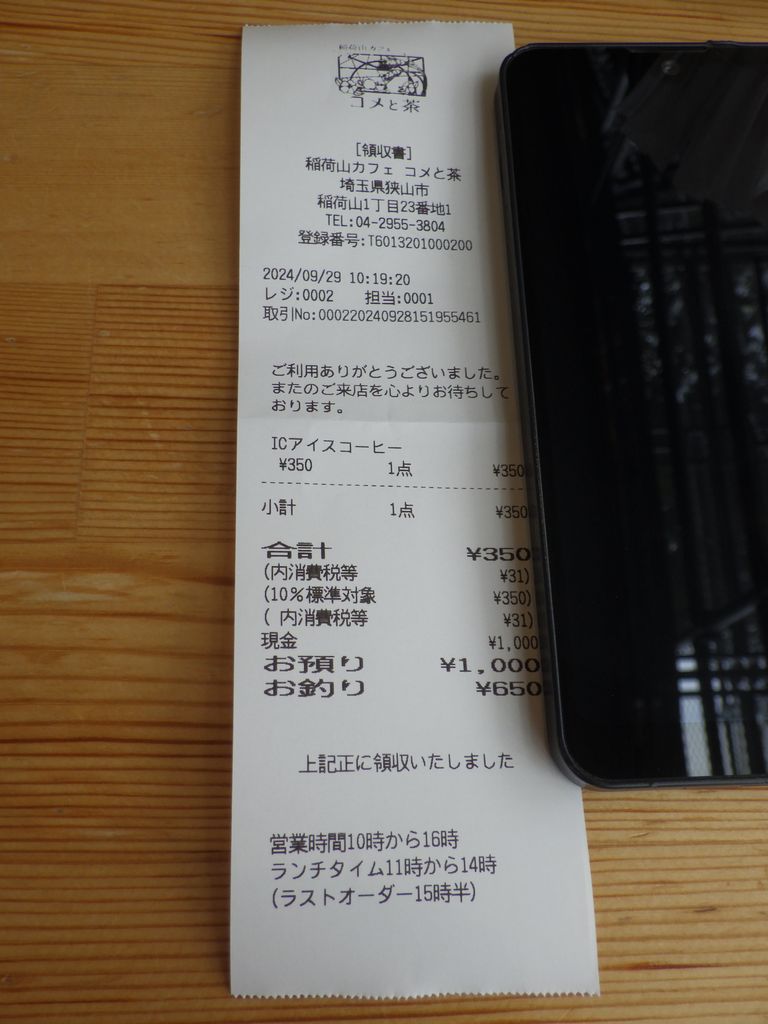 稲荷山カフェ
コメと茶
[領収書]
稲荷山カフェ コメと茶
埼玉県狭山市
稲荷山1丁目23番地1
TEL:04-2955-3804
登録番号:T6013201000200
2024/09/29 10:19:20
レジ:0002 担当:0001
取引No:000220240928151955461
ご利用ありがとうございました。
またのご来店を心よりお待ちして
おります。
ICアイスコーヒー
¥350 1点 ¥350
小計 1点 ¥350
合計 ¥350
(内消費税等 ¥31)
(10%標準対象 ¥350)
( 内消費税等 ¥31)
現金 ¥1,000
お預り ¥1,000
お釣り ¥650
上記正に領収いたしました
営業時間10時から16時
ランチタイム11時から14時
(ラストオーダー15時半)